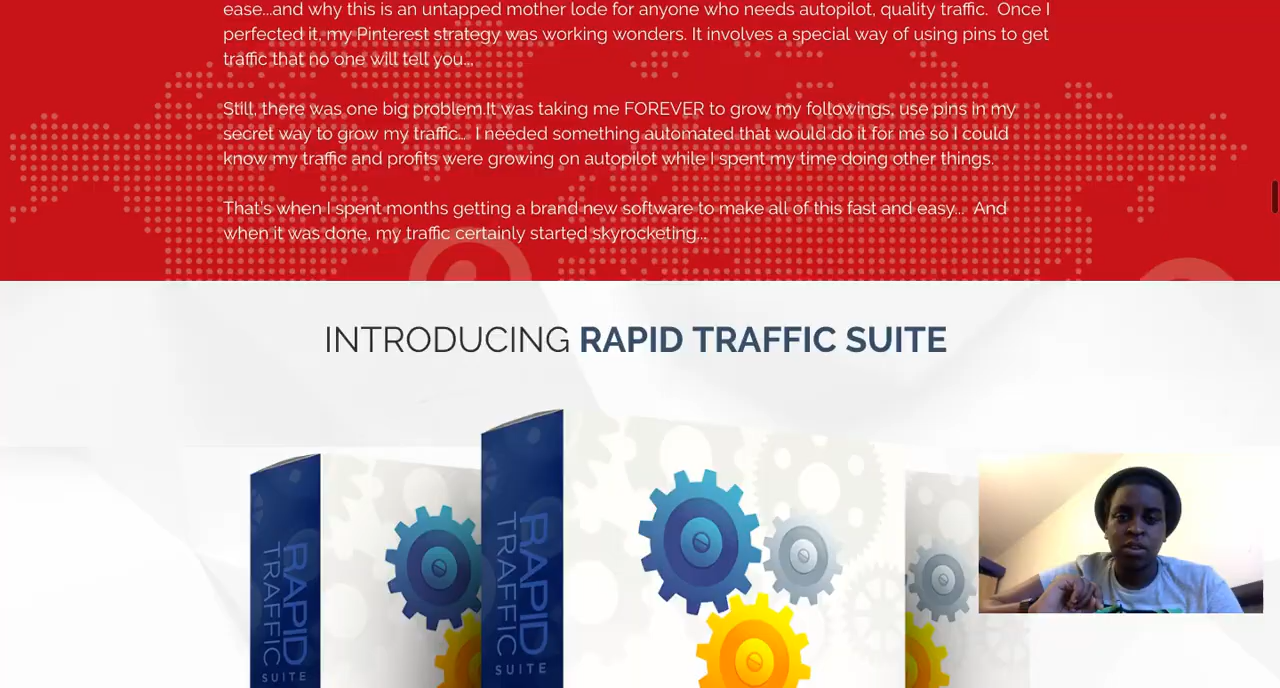 ease...and why this is an untapped mother lode for anyone who needs autopilot, quality traffic. Once I
perfected it, my Pinterest strategy was working wonders. It involves a special way of using pins to get
traffic that no one will tell you...
Still, there was one big problem.It was taking me FOREVER to grow my followings, use pins in my
secret way to grow my traffic... I needed something automated that would do it for me so I could
know my traffic and profits were growing on autopilot while I spent my time doing other things.
That's when I spent months getting a brand new software to make all of this fast and easy... And
when it was done, my traffic certainly started skyrocketing...
INTRODUCING RAPID TRAFFIC SUITE
RAPID
TRAFFIC
SUITE
RAPID
TRAFFIC
SUITE